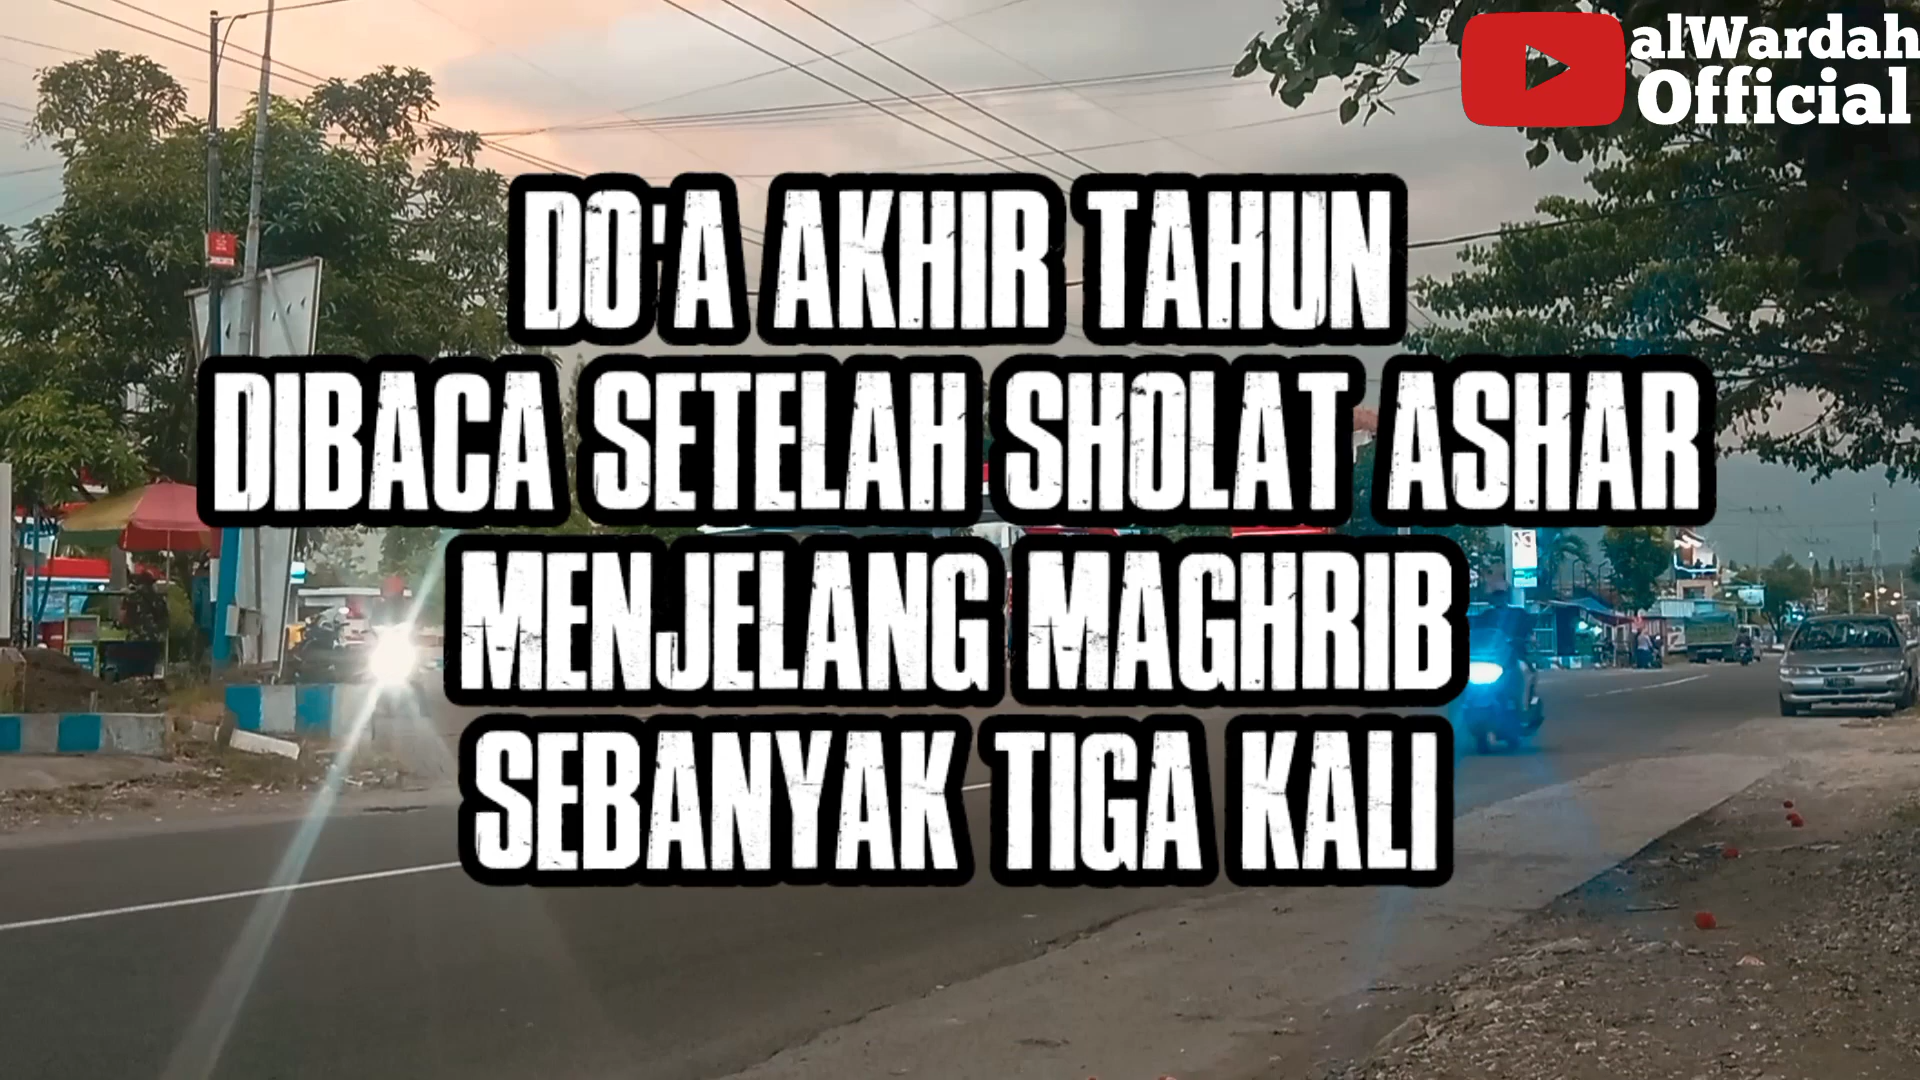 alWardah
Official
DO'A AKHIR TAHUN
DIBACA SETELAH SHOLAT ASHAR
MENJELANG MAGHRIB
SEBANYAK TIGA KALI